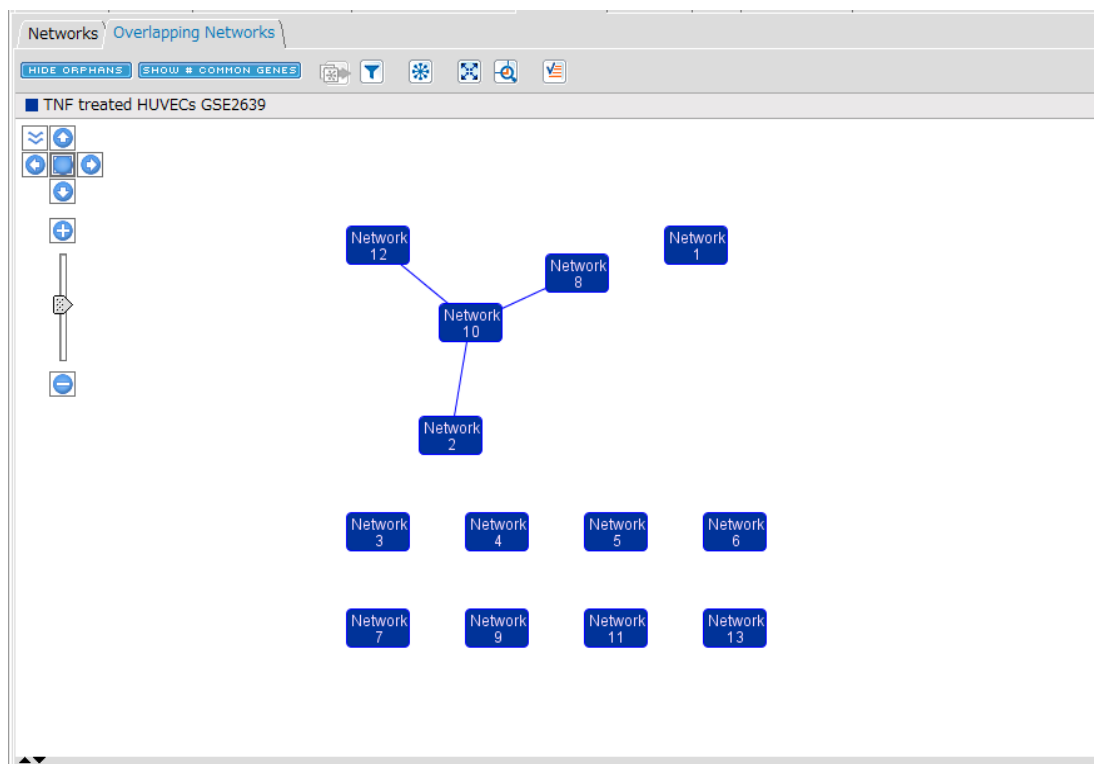 Networks Overlapping Networks
HIDE ORPHANS SHOW # COMMON GENES
TNF treated HUVECs GSE2639
Network
12
Network
1
Network
8
Network
10
Network
2
Network
3
Network
4
Network
5
Network
6
Network
7
Network
9
Network
11
Network
13